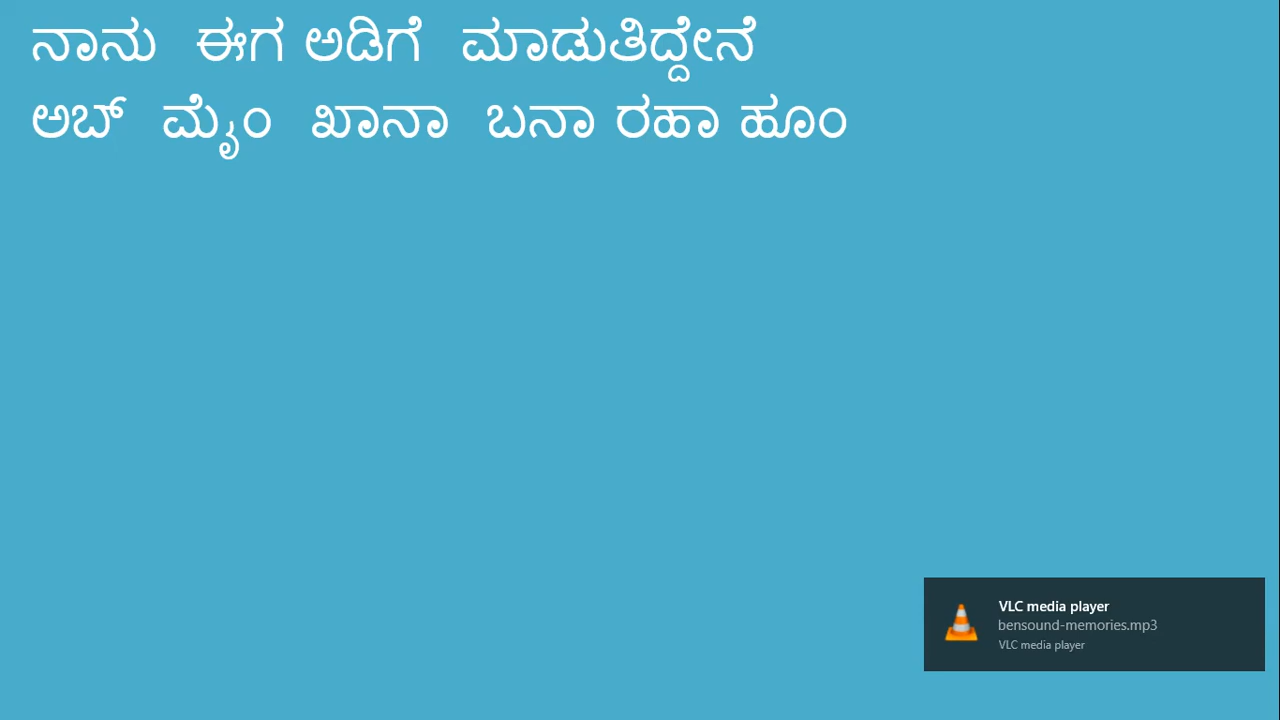 ನಾನು ಈಗ ಅಡಿಗೆ ಮಾಡುತಿದ್ದೇನೆ
ಅಬ್ ಮೈಂ ಖಾನಾ ಬನಾ ರಹಾ ಹೂಂ
VLC media player
bensound-memories.mp3
VLC media player